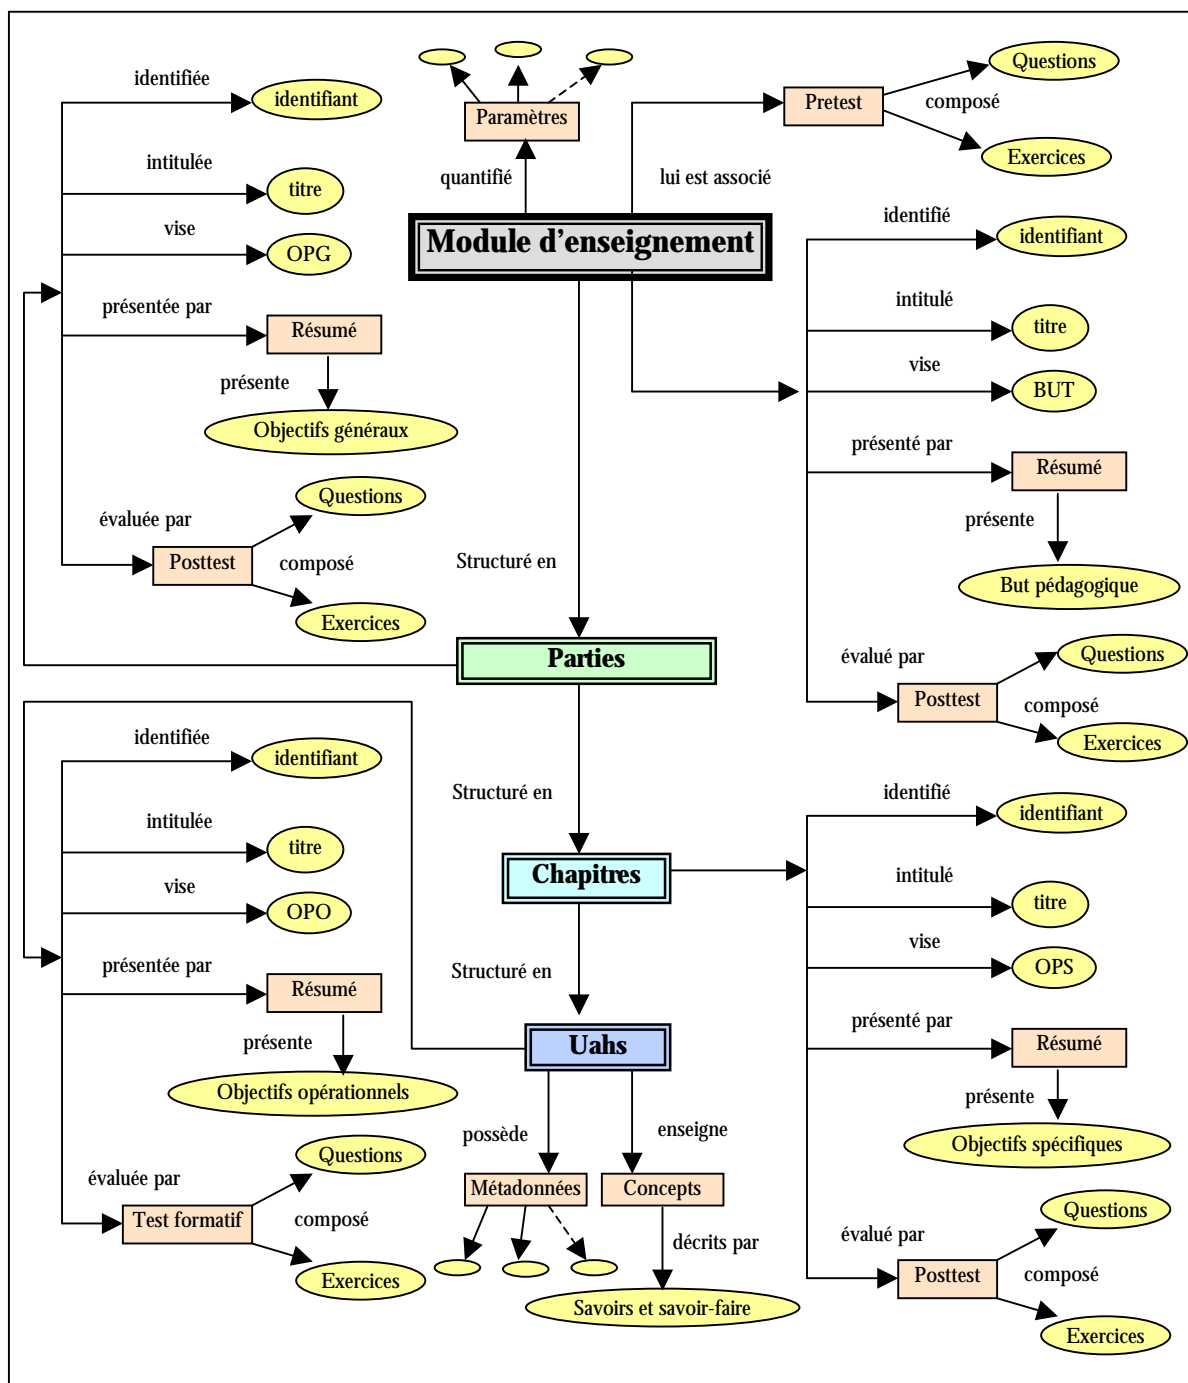 identifiée
identifiant
intitulée
titre
vise
OPG
présentée par
Résumé
présente
Objectifs généraux
Questions
évaluée par
Posttest
composé
Exercices
Paramètres
quantifié
Pretest
Questions
composé
Exercices
lui est associé
Module d'enseignement
identifié
identifiant
intitulé
titre
vise
BUT
présenté par
Résumé
présente
But pédagogique
évalué par
Questions
Posttest
composé
Exercices
Structuré en
Parties
Structuré en
Chapitres
Structuré en
Uahs
identifiée
identifiant
intitulée
titre
vise
OPO
présentée par
Résumé
présente
Objectifs opérationnels
Questions
évaluée par
Test formatif
composé
Exercices
possède
enseigne
Métadonnées
Concepts
décrits par
Savoirs et savoir-faire
identifié
identifiant
intitulé
titre
vise
OPS
présenté par
Résumé
présente
Objectifs spécifiques
Questions
évalué par
Posttest
composé
Exercices